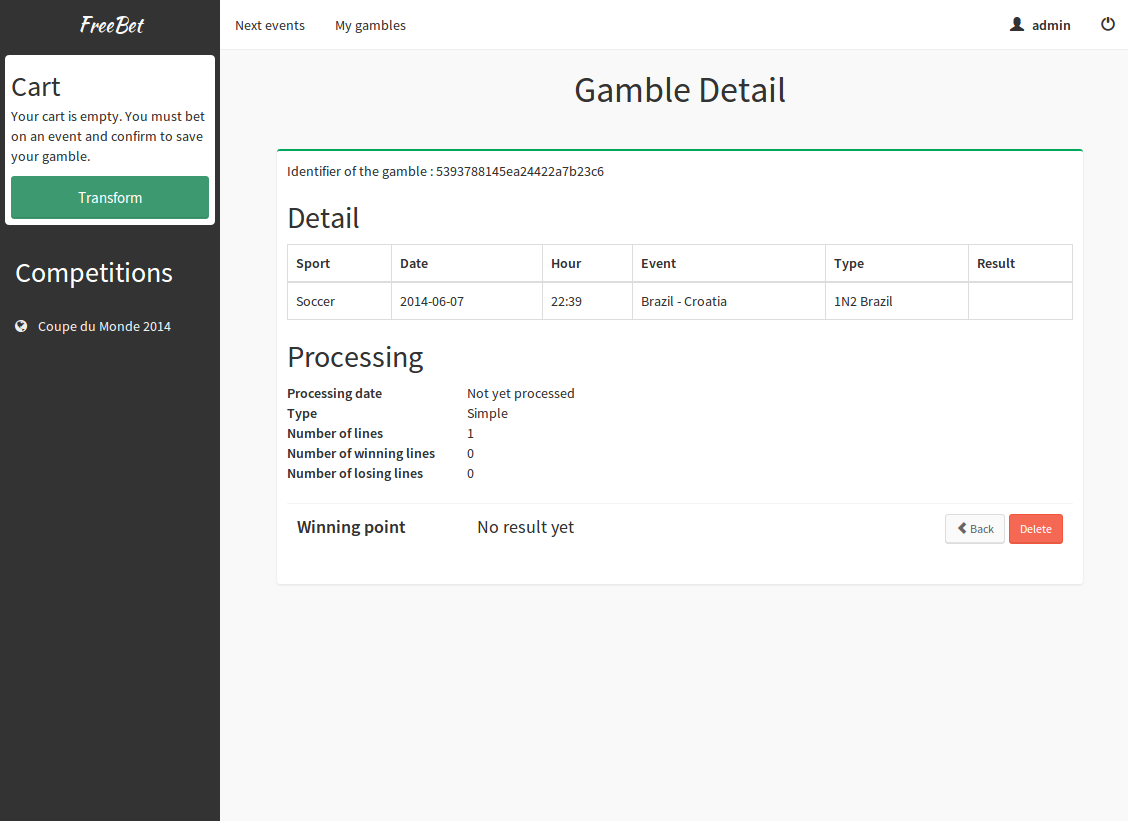 FreeBet
Next events
My gambles
admin
Cart
Your cart is empty. You must bet
on an event and confirm to save
your gamble.
Transform
Competitions
Coupe du Monde 2014
Gamble Detail
Identifier of the gamble : 5393788145ea24422a7b23c6
Detail
Sport Date Hour Event Type Result
Soccer 2014-06-07 22:39 Brazil - Croatia 1N2 Brazil
Processing
Processing date Not yet processed
Type Simple
Number of lines 1
Number of winning lines 0
Number of losing lines 0
Winning point No result yet
Back
Delete